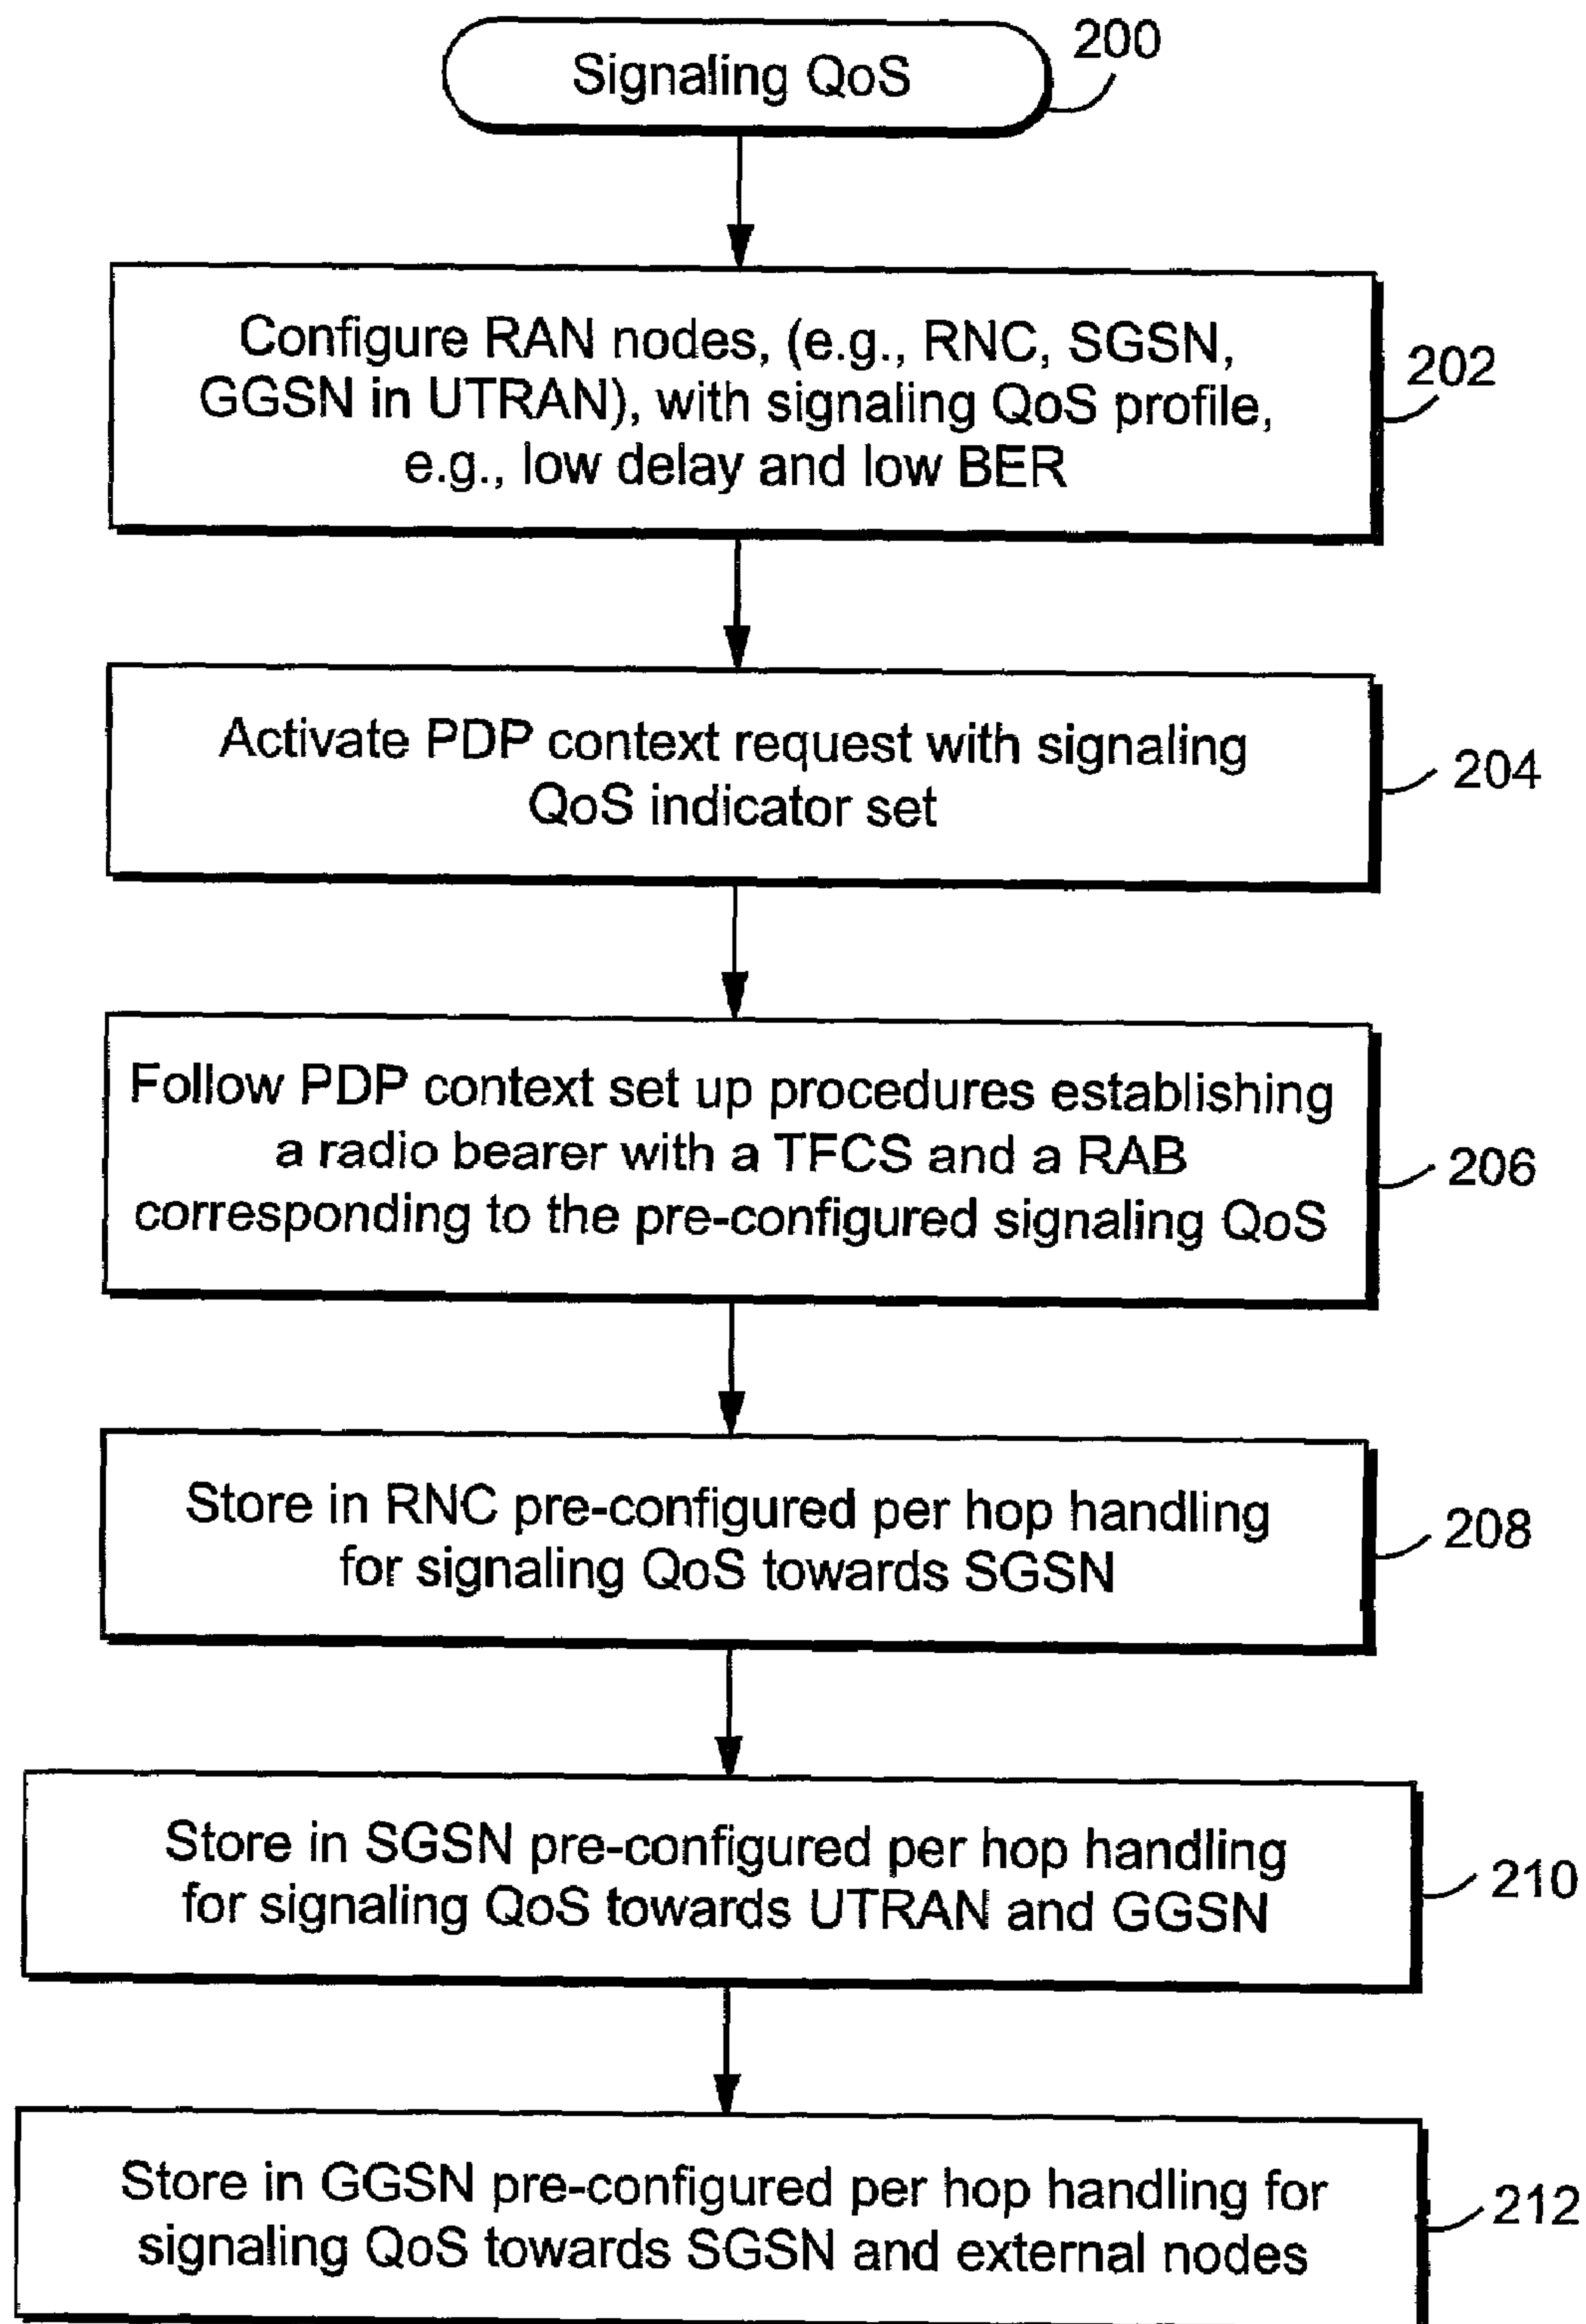 Signaling QoS
200
Configure RAN nodes, (e.g., RNC, SGSN,
GGSN in UTRAN), with signaling QoS profile,
e.g., low delay and low BER
202
Activate PDP context request with signaling
QoS indicator set
204
Follow PDP context set up procedures establishing
a radio bearer with a TFCS and a RAB
corresponding to the pre-configured signaling QoS
206
Store in RNC pre-configured per hop handling
for signaling QoS towards SGSN
208
Store in SGSN pre-configured per hop handling
for signaling QoS towards UTRAN and GGSN
210
Store in GGSN pre-configured per hop handling for
signaling QoS towards SGSN and external nodes
212